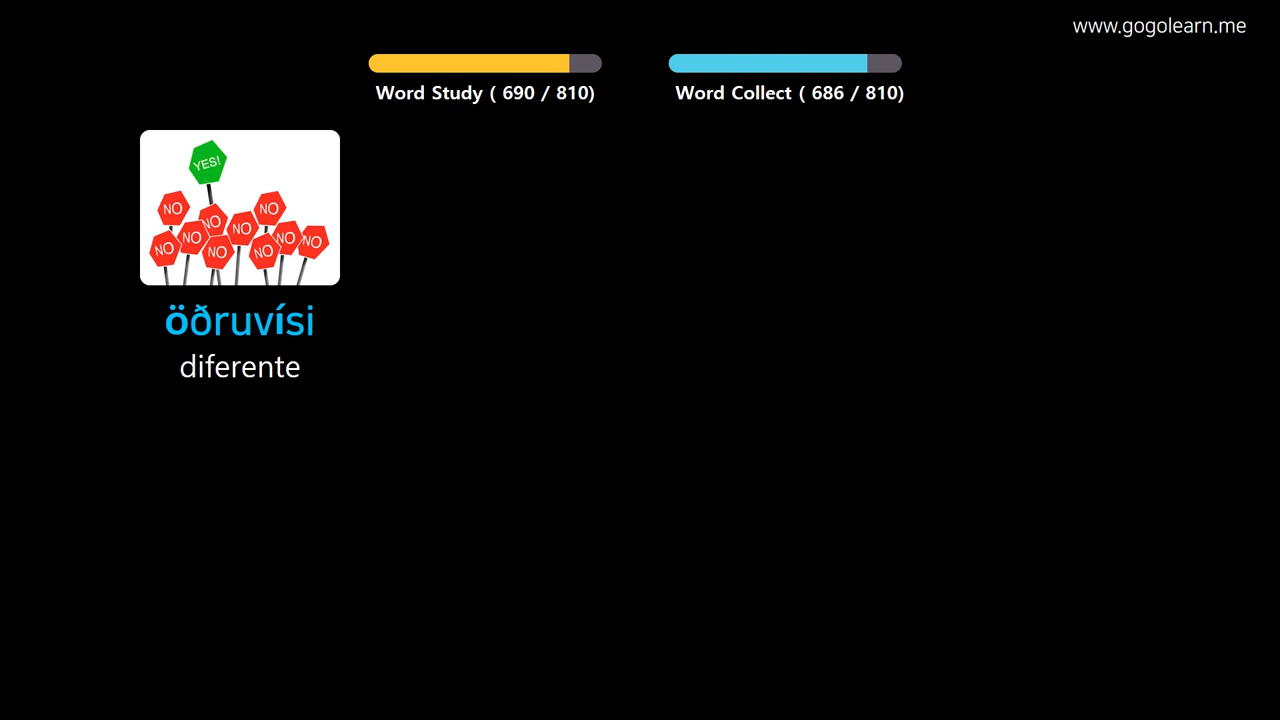 www.gogolearn.me
Word Study ( 690 / 810)
Word Collect ( 686 / 810)
YES!
NO
NO
NO
NO
NO
NO
NO
NO
NO
NO
öðruvísi
diferente